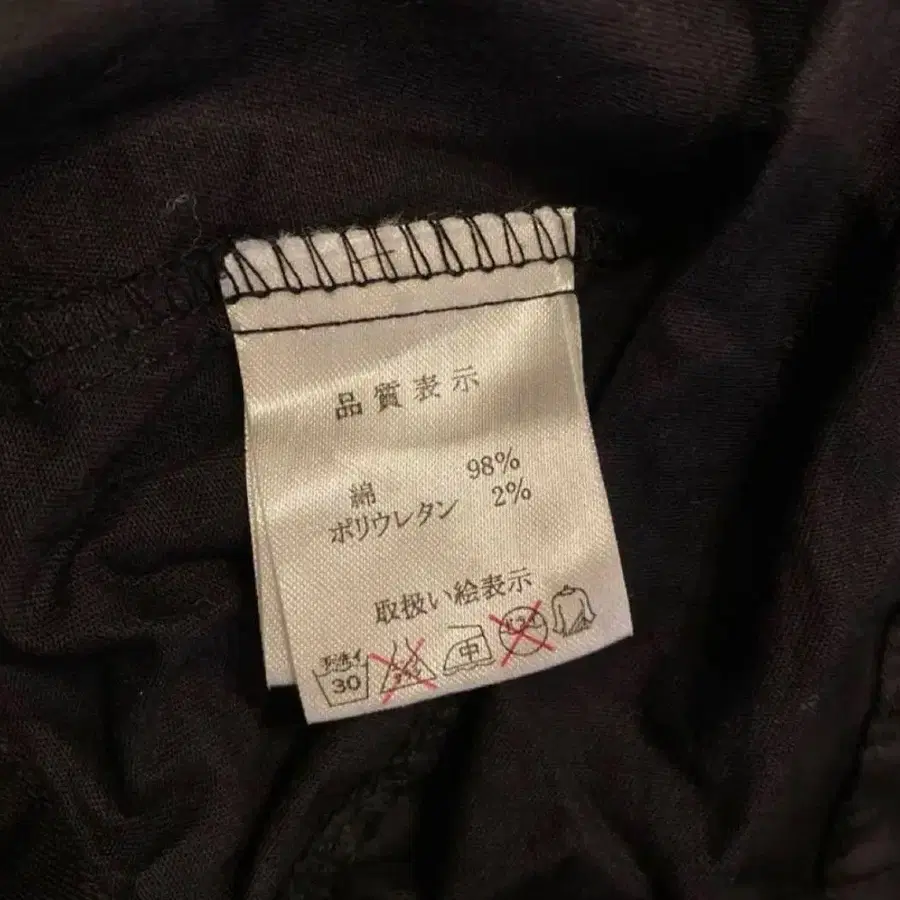 品質表示
綿 98%
ポリウレタン 2%
取扱い絵表示
手洗イ 30 中